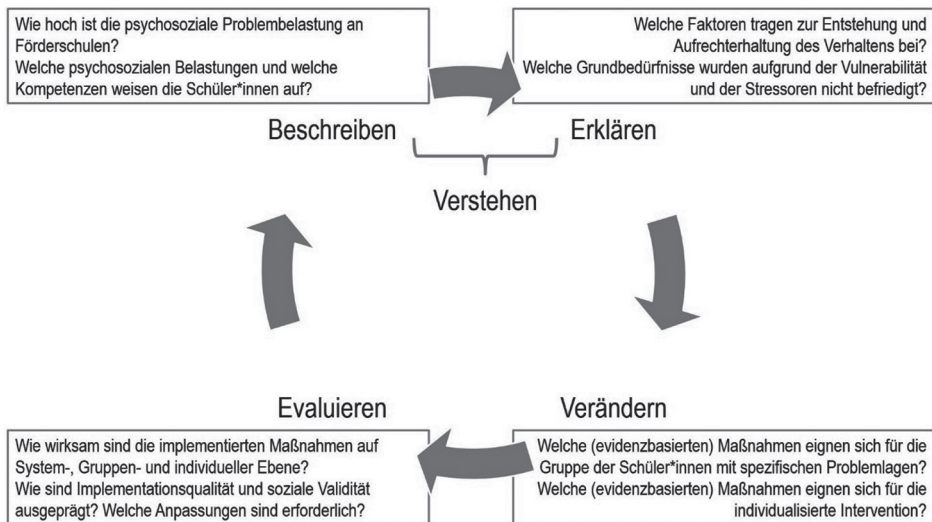 Wie hoch ist die psychosoziale Problembelastung an
Förderschulen?
Welche psychosozialen Belastungen und welche
Kompetenzen weisen die Schüler*innen auf?
Welche Faktoren tragen zur Entstehung und
Aufrechterhaltung des Verhaltens bei?
Welche Grundbedürfnisse wurden aufgrund der Vulnerabilität
und der Stressoren nicht befriedigt?
Beschreiben
Erklären
Verstehen
Evaluieren
Verändern
Wie wirksam sind die implementierten Maßnahmen auf
System-, Gruppen- und individueller Ebene?
Wie sind Implementationsqualität und soziale Validität
ausgeprägt? Welche Anpassungen sind erforderlich?
Welche (evidenzbasierten) Maßnahmen eignen sich für die
Gruppe der Schüler*innen mit spezifischen Problemlagen?
Welche (evidenzbasierten) Maßnahmen eignen sich für die
individualisierte Intervention?